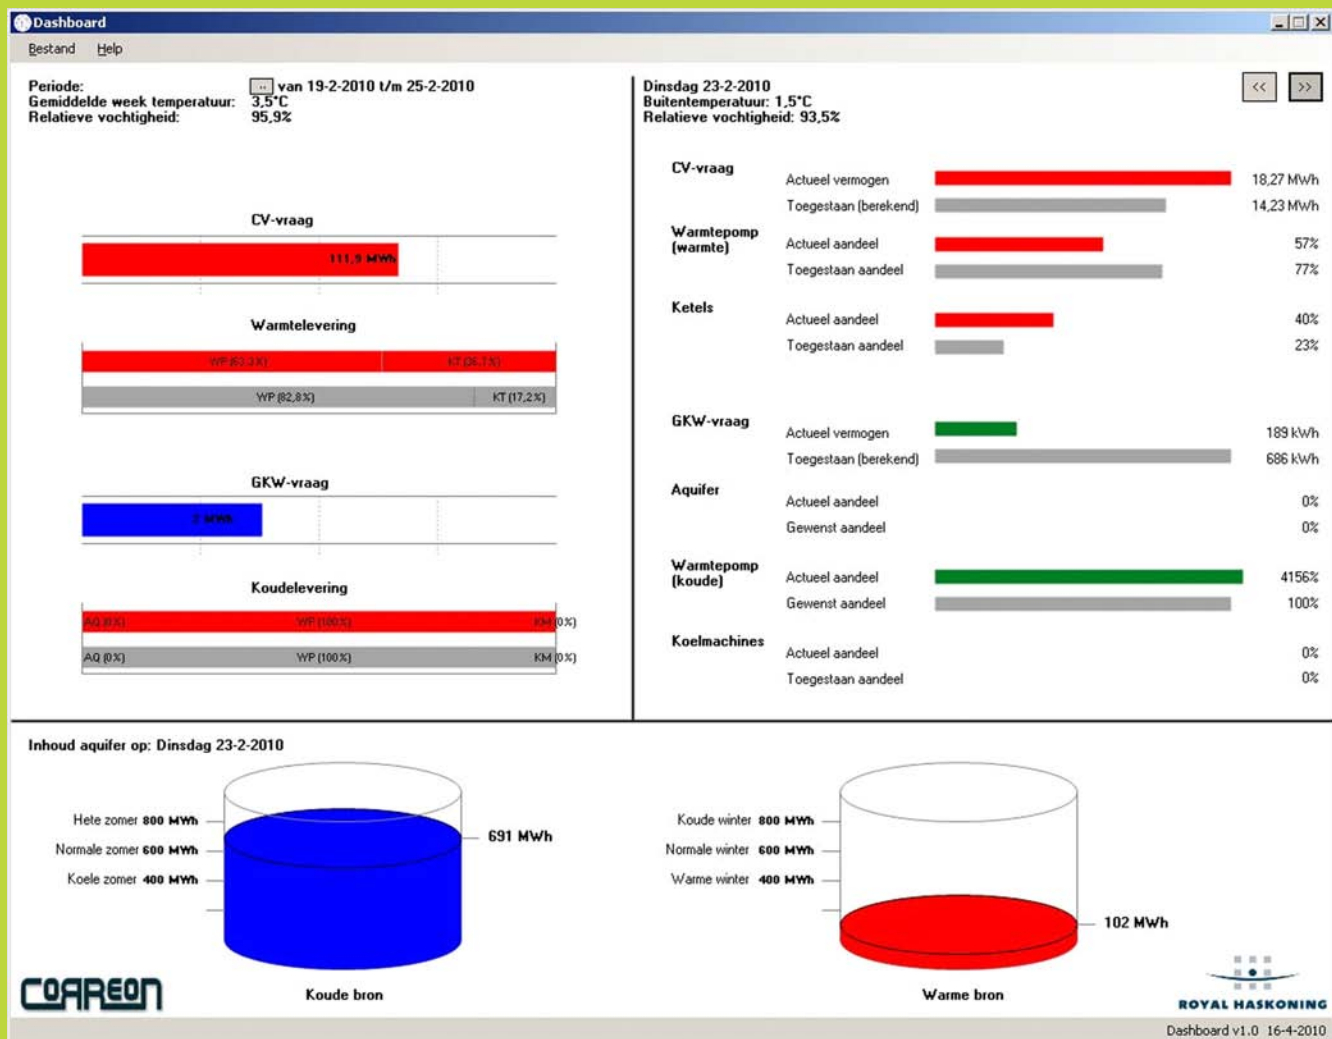 Dashboard
Bestand Help
Periode: .. van 19-2-2010 t/m 25-2-2010
Gemiddelde week temperatuur: 3,5°C
Relatieve vochtigheid: 95,9%
CV-vraag
111,9 MWh
Warmtelevering
WP (63,3%) KT (36,7%)
WP (82,8%) KT (17,2%)
GKW-vraag
2 MWh
Koudelevering
AQ (0%) WP (100%) KM (0%)
AQ (0%) WP (100%) KM (0%)
Dinsdag 23-2-2010 << >>
Buitentemperatuur: 1,5°C
Relatieve vochtigheid: 93,5%
CV-vraag
Actueel vermogen 18,27 MWh
Toegestaan (berekend) 14,23 MWh
Warmtepomp
(warmte)
Actueel aandeel 57%
Toegestaan aandeel 77%
Ketels
Actueel aandeel 40%
Toegestaan aandeel 23%
GKW-vraag
Actueel vermogen 189 kWh
Toegestaan (berekend) 686 kWh
Aquifer
Actueel aandeel 0%
Gewenst aandeel 0%
Warmtepomp
(koude)
Actueel aandeel 4156%
Gewenst aandeel 100%
Koelmachines
Actueel aandeel 0%
Toegestaan aandeel 0%
Inhoud aquifer op: Dinsdag 23-2-2010
Hete zomer 800 MWh
Normale zomer 600 MWh
Koele zomer 400 MWh
691 MWh
Koude bron
Koude winter 800 MWh
Normale winter 600 MWh
Warme winter 400 MWh
102 MWh
Warme bron
CORREON
ROYAL HASKONING
Dashboard v1.0 16-4-2010